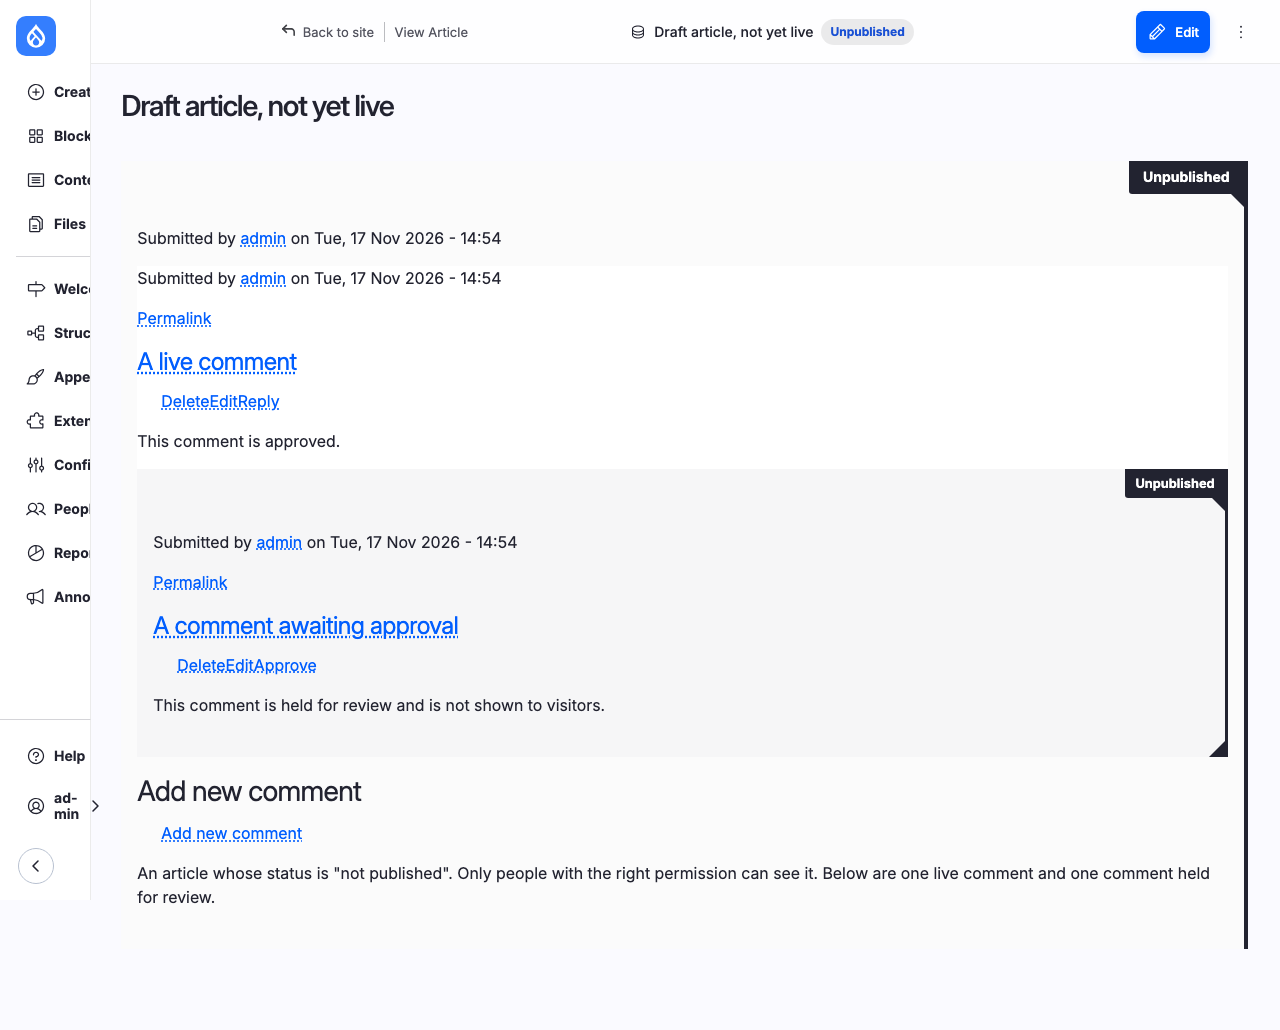 Back to site
View Article
Draft article, not yet live
Unpublished
Edit
Creat
Block
Conte
Files
Welco
Struc
Appe
Exten
Confi
Peopl
Repo
Anno
Help
ad-
min
Draft article, not yet live
Unpublished
Submitted by admin on Tue, 17 Nov 2026 - 14:54
Submitted by admin on Tue, 17 Nov 2026 - 14:54
Permalink
A live comment
DeleteEditReply
This comment is approved.
Unpublished
Submitted by admin on Tue, 17 Nov 2026 - 14:54
Permalink
A comment awaiting approval
DeleteEditApprove
This comment is held for review and is not shown to visitors.
Add new comment
Add new comment
An article whose status is "not published". Only people with the right permission can see it. Below are one live comment and one comment held
for review.